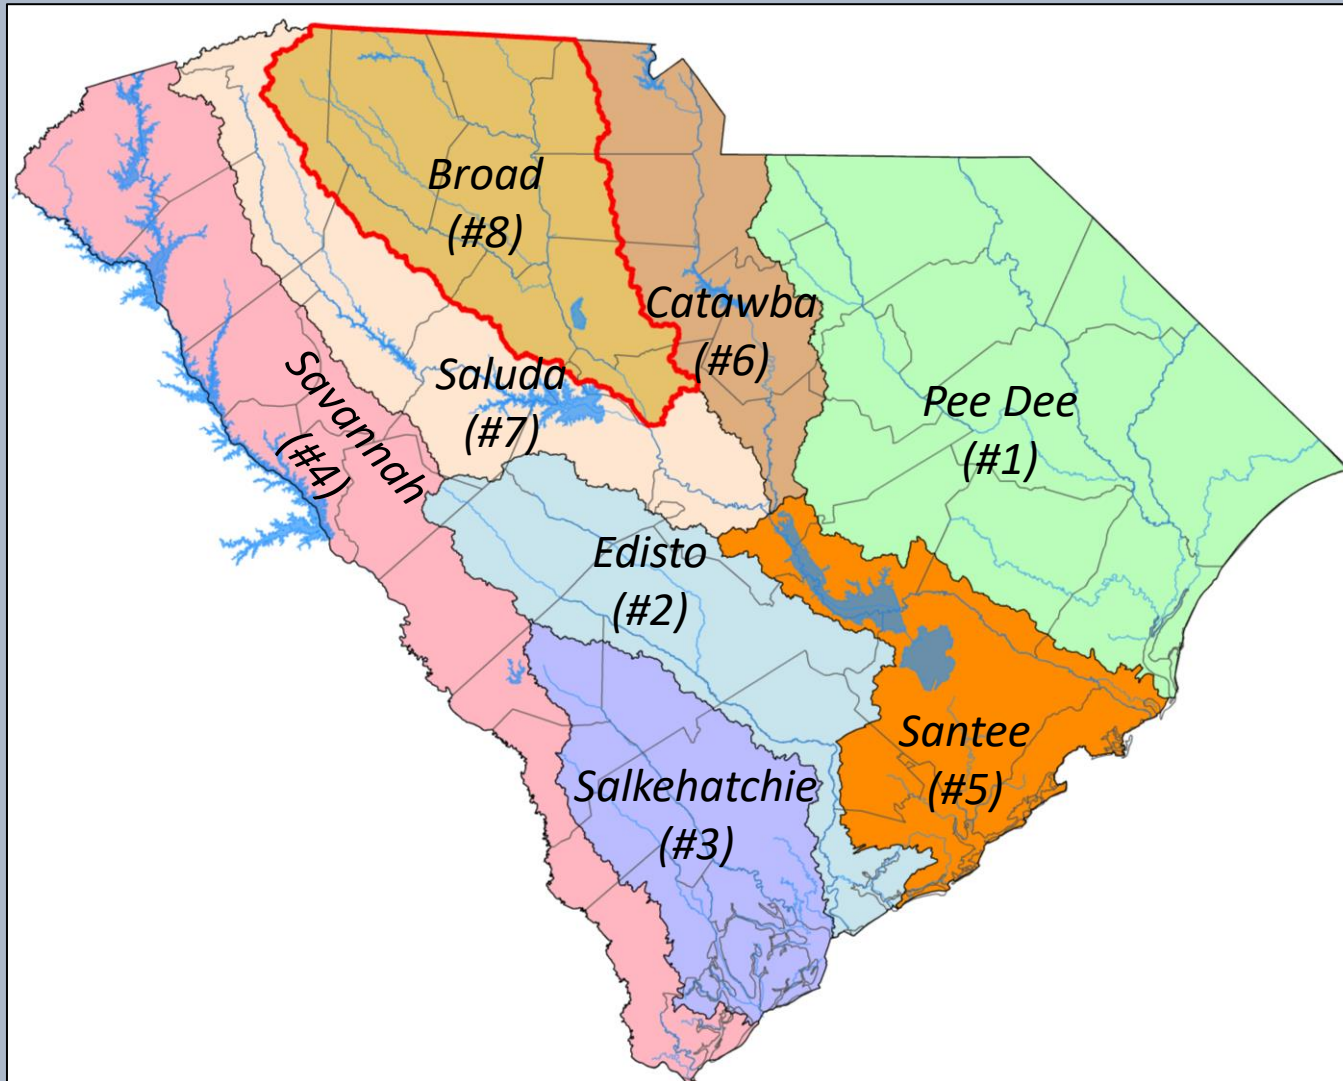 Broad
(#8)
Catawba
(#6)
Saluda
(#7)
Savannah
(#4)
Pee Dee
(#1)
Edisto
(#2)
Santee
(#5)
Salkehatchie
(#3)